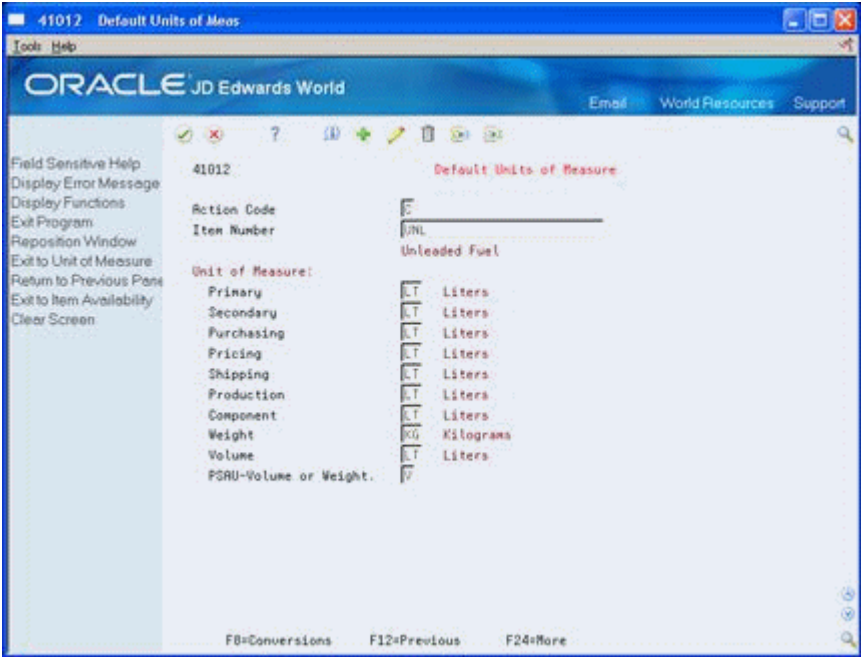 41012 Default Units of Meas
Tools Help
ORACLE JD Edwards World
Email World Resources Support
?
Field Sensitive Help
Display Error Message
Display Functions
Exit Program
Reposition Window
Exit to Unit of Measure
Return to Previous Pane
Exit to Item Availability
Clear Screen
41012 Default Units of Measure
Action Code C
Item Number UNL
Unleaded Fuel
Unit of Measure:
Primary LT Liters
Secondary LT Liters
Purchasing LT Liters
Pricing LT Liters
Shipping LT Liters
Production LT Liters
Component LT Liters
Weight KG Kilograms
Volume LT Liters
PSAU-Volume or Weight. V
F8=Conversions F12=Previous F24=More